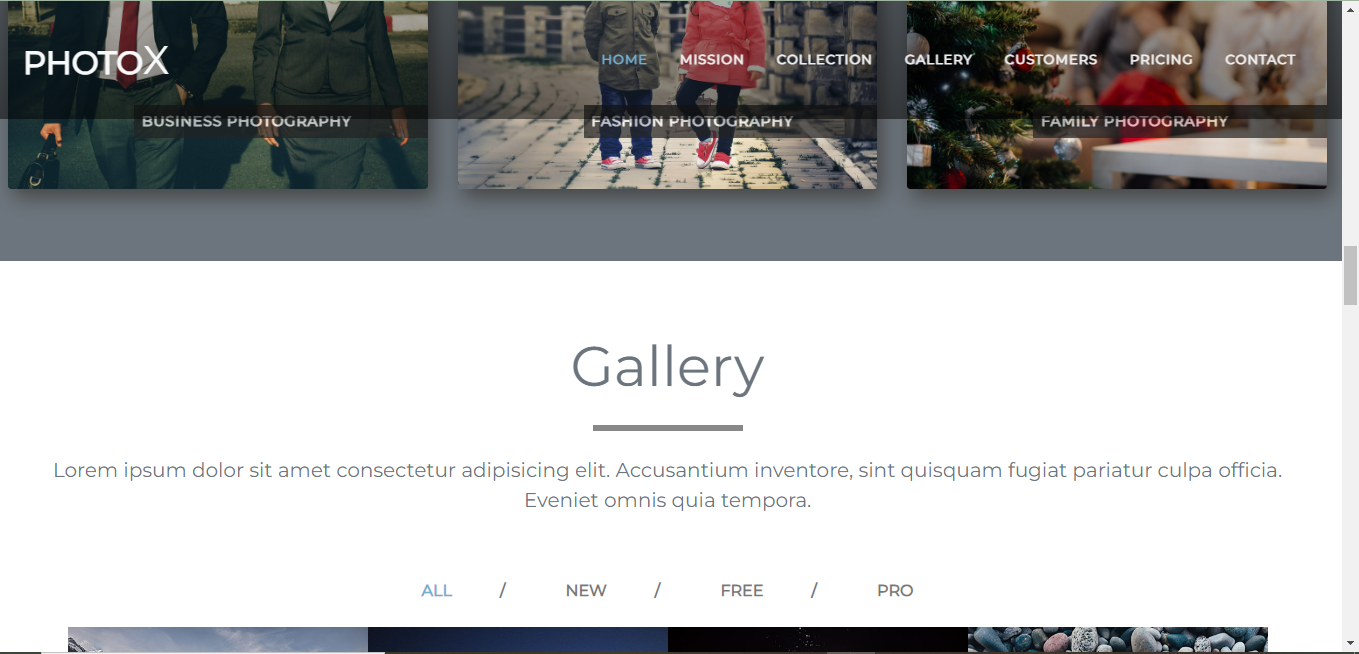 PHOTOX
HOME MISSION COLLECTION GALLERY CUSTOMERS PRICING CONTACT
BUSINESS PHOTOGRAPHY
FASHION PHOTOGRAPHY
FAMILY PHOTOGRAPHY
Gallery
Lorem ipsum dolor sit amet consectetur adipisicing elit. Accusantium inventore, sint quisquam fugiat pariatur culpa officia.
Eveniet omnis quia tempora.
ALL / NEW / FREE / PRO